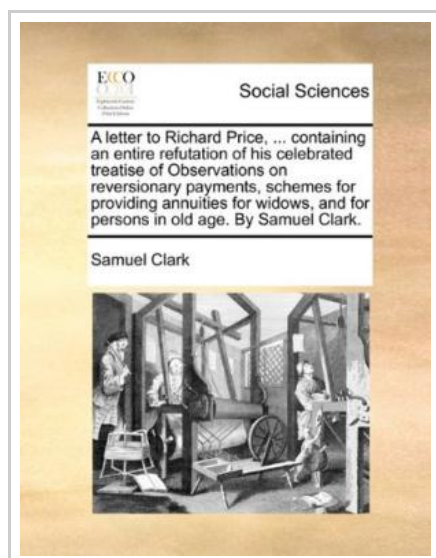 ECCO
Social Sciences
A letter to Richard Price, ... containing
an entire refutation of his celebrated
treatise of Observations on
reversionary payments, schemes for
providing annuities for widows, and for
persons in old age. By Samuel Clark.
Samuel Clark